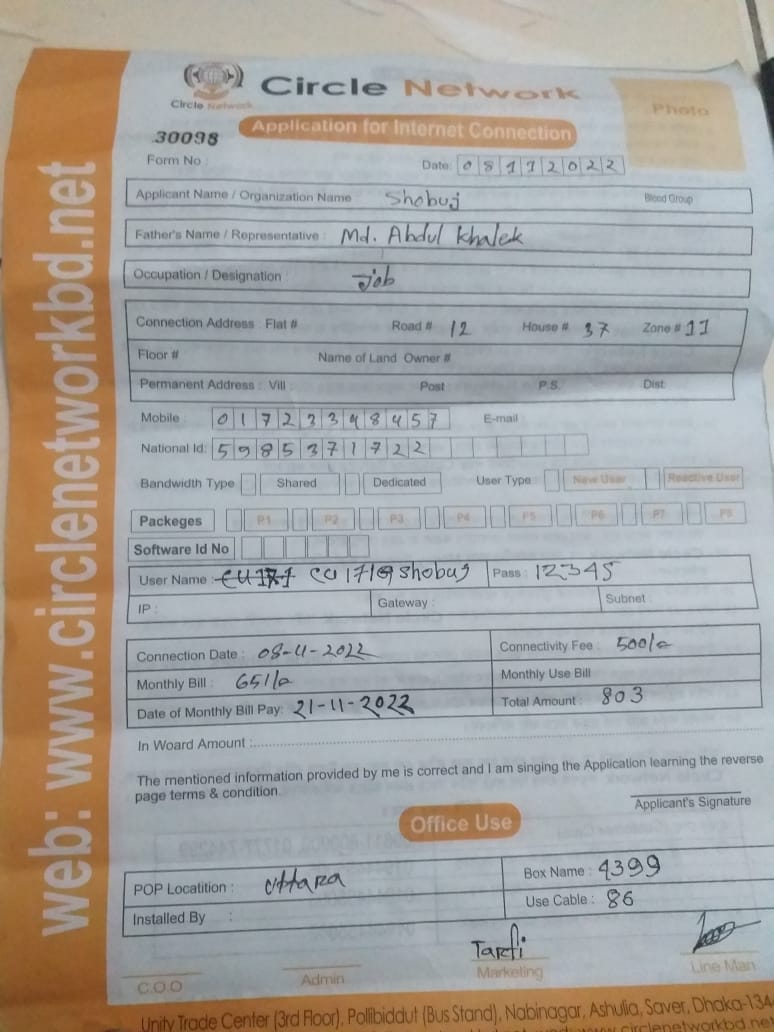 Circle Network
Circle Network
Application for Internet Connection
Photo
30098
Form No :
Date: 08112022
Applicant Name / Organization Name Shobuj Blood Group
Father's Name / Representative : Md. Abdul Khalek
Occupation / Designation : Job
Connection Address : Flat # Road # 12 House # 37 Zone # 11
Floor # Name of Land Owner #
Permanent Address : Vill : Post : P.S. Dist:
Mobile : 01723348457 E-mail :
National Id: 5985371722
Bandwidth Type Shared Dedicated User Type : New User Reactive User
Packeges P1 P2 P3 P4 P5 P6 P7 P8
Software Id No
User Name : CU171@Shobuj Pass : 12345
IP : Gateway : Subnet :
Connection Date : 08-11-2022 Connectivity Fee : 500/=
Monthly Bill : 651/= Monthly Use Bill
Date of Monthly Bill Pay: 21-11-2022 Total Amount : 803
In Woard Amount :
The mentioned information provided by me is correct and I am singing the Application learning the reverse
page terms & condition.
Applicant's Signature
Office Use
POP Locatition : Uttara Box Name : 4399
Installed By : Use Cable : 86
Tarfi
C.O.O Admin Marketing Line Man
Unity Trade Center (3rd Floor), Pollibiddut (Bus Stand), Nabinagar, Ashulia, Saver, Dhaka-134
web: www.circlenetworkbd.net